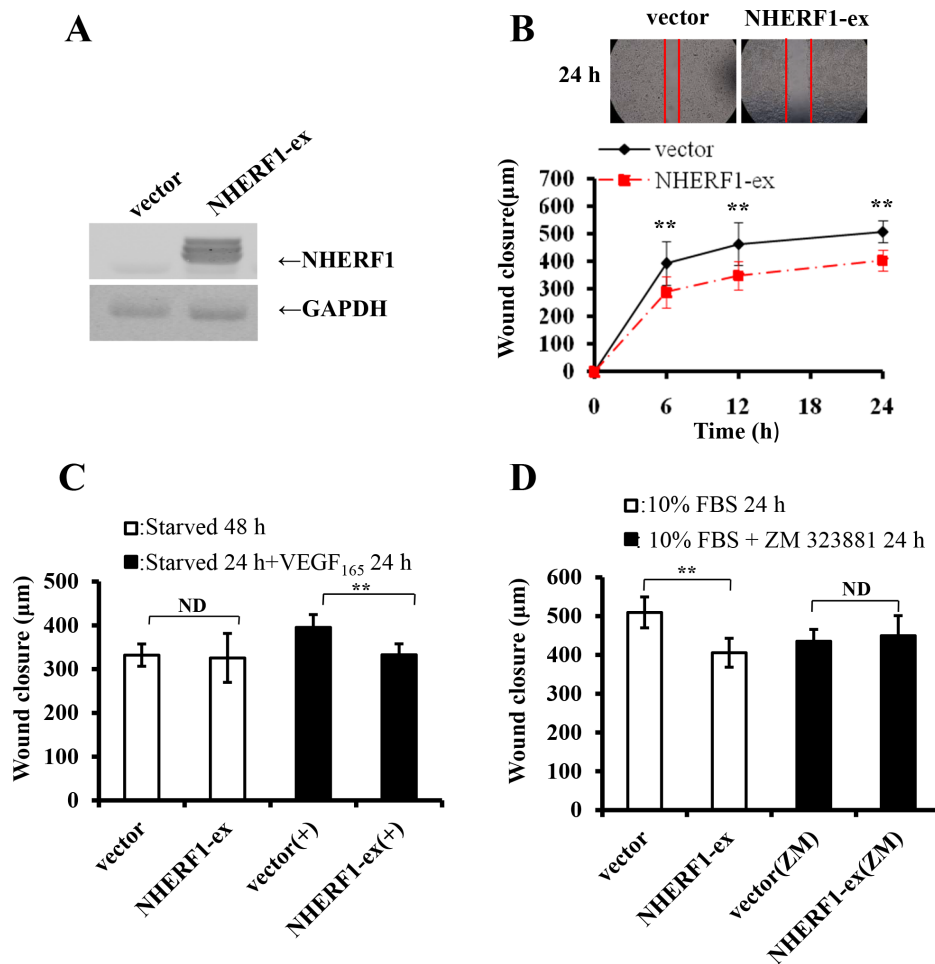 A
vector
NHERF1-ex
←NHERF1
←GAPDH
B
vector NHERF1-ex
24 h
vector
NHERF1-ex
Wound closure(μm)
700
600
500
400
300
200
100
0
** ** **
0 6 12 18 24
Time (h)
C
:Starved 48 h
:Starved 24 h+VEGF₁₆₅ 24 h
Wound closure (μm)
500
400
300
200
100
0
ND
**
vector
NHERF1-ex
vector(+)
NHERF1-ex(+)
D
:10% FBS 24 h
: 10% FBS + ZM 323881 24 h
Wound closure (μm)
600
500
400
300
200
100
0
**
ND
vector
NHERF1-ex
vector(ZM)
NHERF1-ex(ZM)